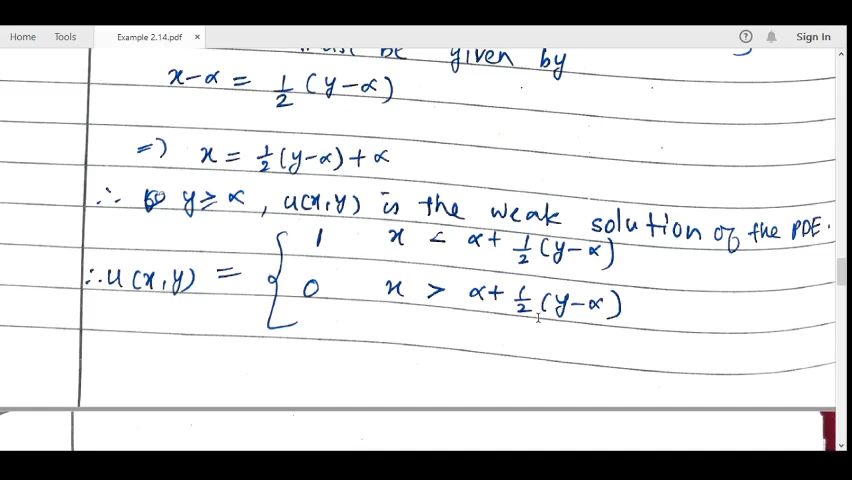 Home Tools Example 2.14.pdf × ? Sign In
be given by
x-α = 1/2 (y-α)
=> x = 1/2 (y-α) + α
∴ y ≥ α, u(x,y) is the weak solution of the PDE.
∴ u(x,y) = { 1 x < α + 1/2 (y-α)
0 x > α + 1/2 (y-α)